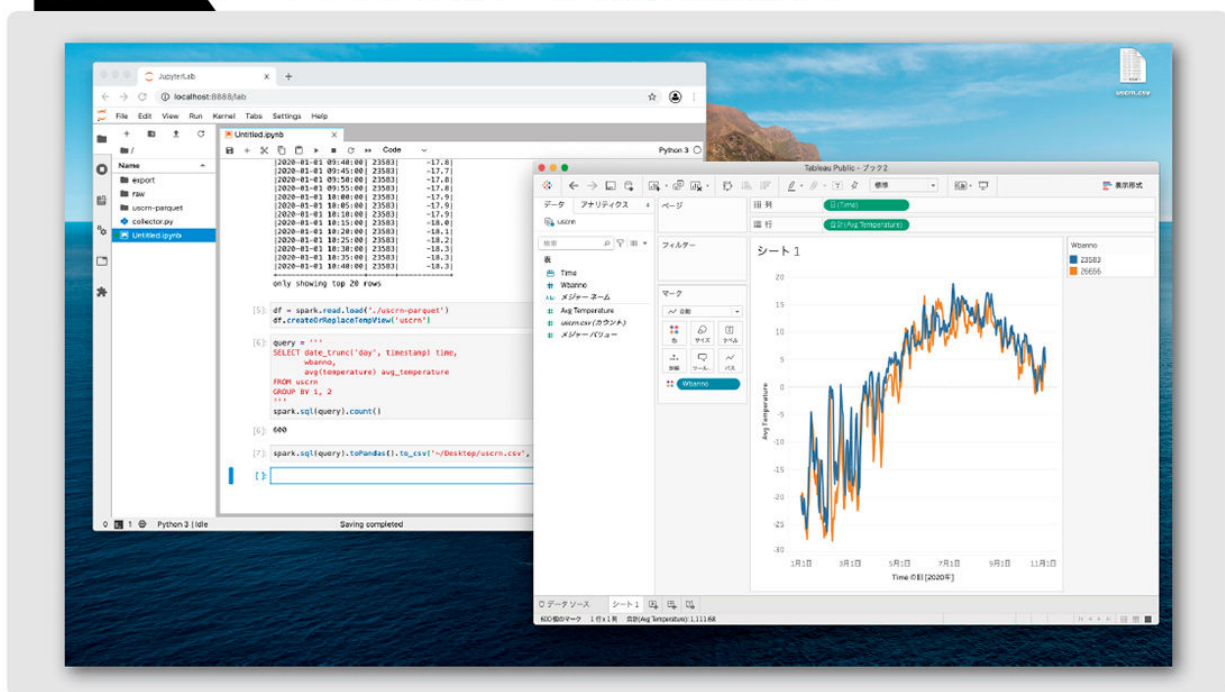 JupyterLab
localhost:8888/lab
File Edit View Run Kernel Tabs Settings Help
Untitled.ipynb
Code
Python 3
/
Name
export
raw
uscrn-parquet
collector.py
Untitled.ipynb
|2020-01-01 09:40:00| 23583| -17.8|
|2020-01-01 09:45:00| 23583| -17.7|
|2020-01-01 09:50:00| 23583| -17.8|
|2020-01-01 09:55:00| 23583| -17.8|
|2020-01-01 10:00:00| 23583| -17.9|
|2020-01-01 10:05:00| 23583| -17.9|
|2020-01-01 10:10:00| 23583| -17.9|
|2020-01-01 10:15:00| 23583| -18.0|
|2020-01-01 10:20:00| 23583| -18.1|
|2020-01-01 10:25:00| 23583| -18.2|
|2020-01-01 10:30:00| 23583| -18.3|
|2020-01-01 10:35:00| 23583| -18.3|
|2020-01-01 10:40:00| 23583| -18.3|
only showing top 20 rows
[5]: df = spark.read.load('./uscrn-parquet')
df.createOrReplaceTempView('uscrn')
[6]: query = '''
SELECT date_trunc('day', timestamp) time,
wbanno,
avg(temperature) avg_temperature
FROM uscrn
GROUP BY 1, 2
'''
spark.sql(query).count()
[6]: 600
[7]: spark.sql(query).toPandas().to_csv('~/Desktop/uscrn.csv',
[ ]:
0 1 Python 3 | Idle
Saving completed
uscrn.csv
Tableau Public - ブック2
標準
表示形式
データ アナリティクス
uscrn
検索
表
Time
Wbanno
メジャー ネーム
Avg Temperature
uscrn.csv (カウント)
メジャー バリュー
ページ
フィルター
マーク
自動
色 サイズ ラベル
詳細 ツール.. パス
Wbanno
列 日(Time)
行 合計(Avg Temperature)
シート 1
Avg Temperature
20
15
10
5
0
-5
-10
-15
-20
-25
-30
1月1日 3月1日 5月1日 7月1日 9月1日 11月1日
Time の日 [2020年]
Wbanno
23583
26656
データ ソース シート 1
600 個のマーク 1 行 x 1 列 合計(Avg Temperature): 1,111.68